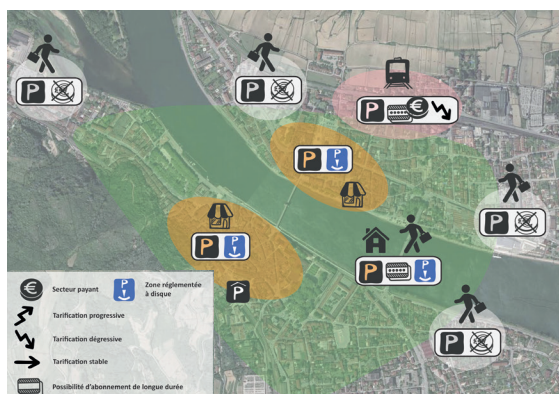 P
P
P €
P P
P P
P
P P
P
P
Secteur payant
Zone réglementée
à disque
Tarification progressive
Tarification dégressive
Tarification stable
Possibilité d'abonnement de longue durée